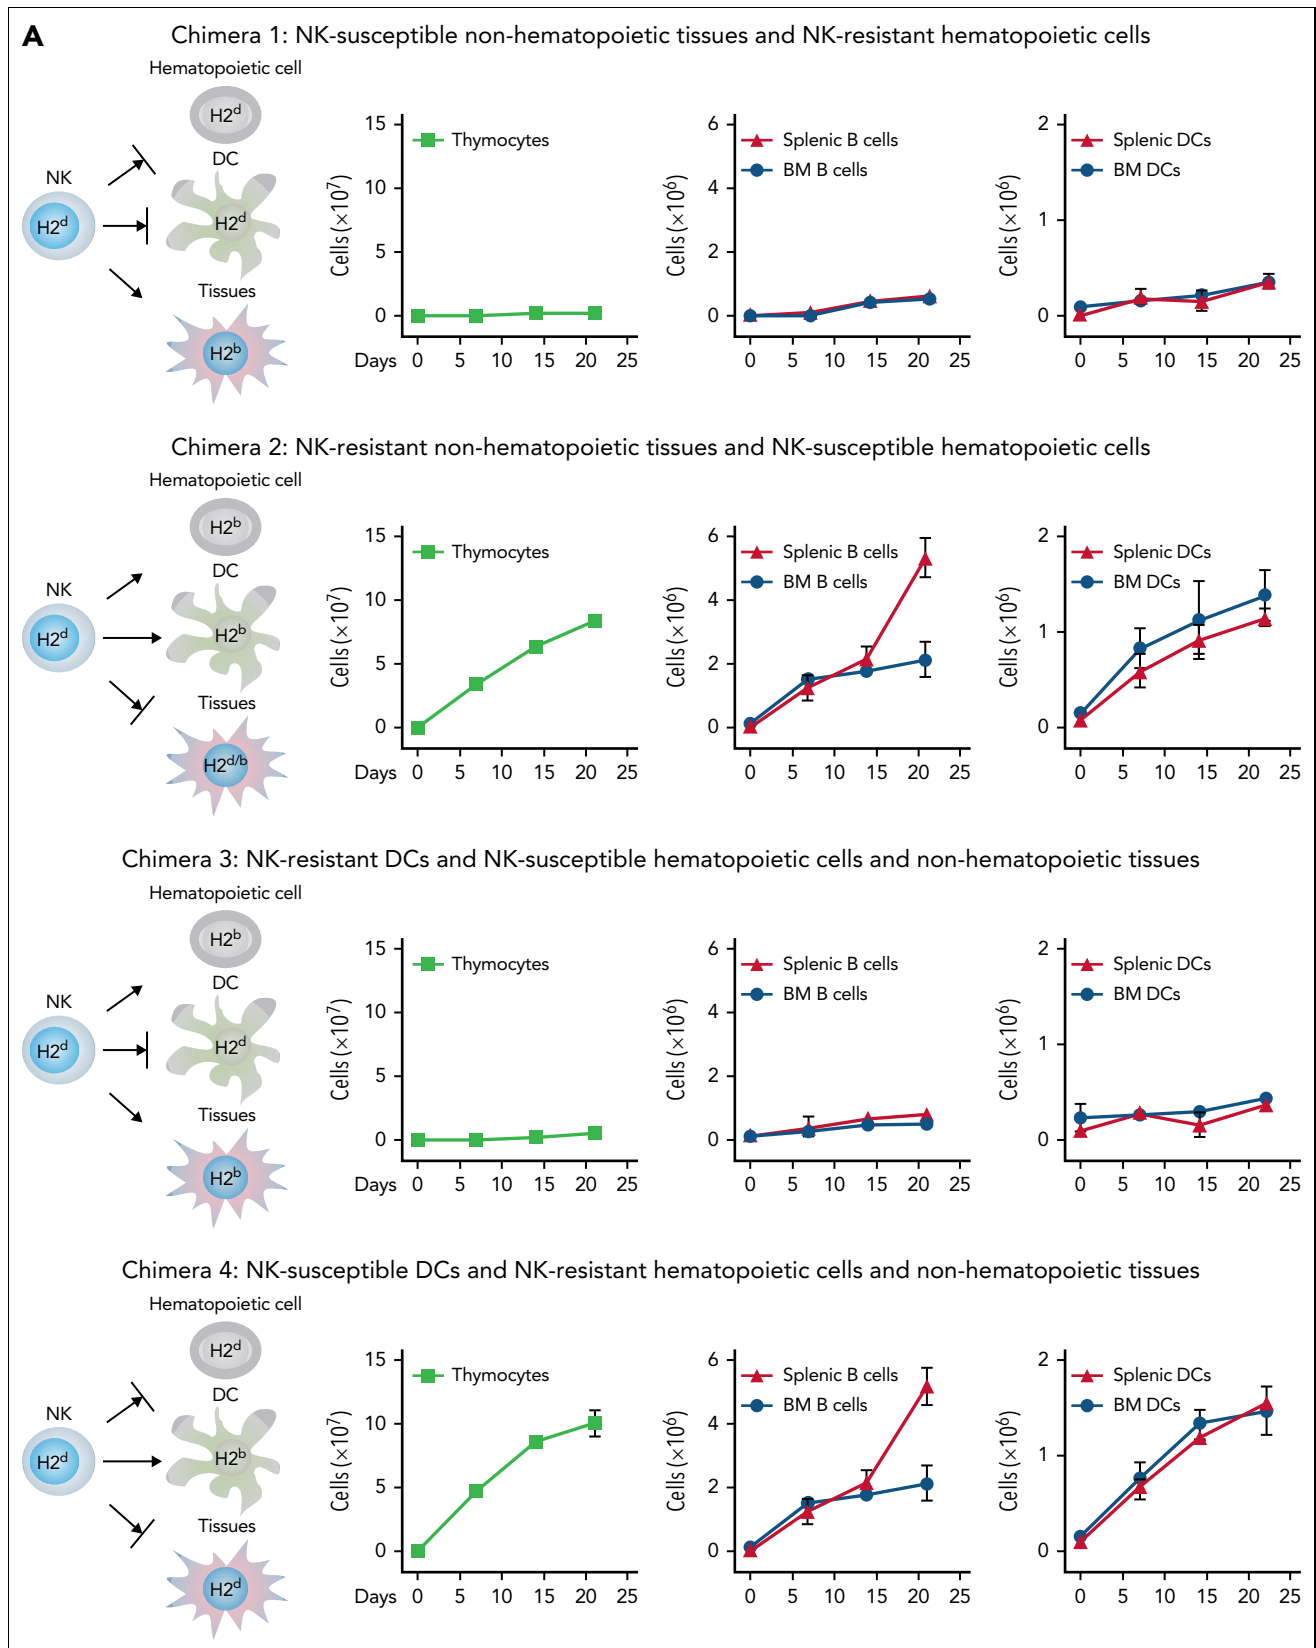 A
Chimera 1: NK-susceptible non-hematopoietic tissues and NK-resistant hematopoietic cells
Hematopoietic cell
H2d
DC
NK
H2d
H2d
Tissues
H2b
Cells (×10⁷)
15
10
5
0
Thymocytes
Days 0 5 10 15 20 25
Cells (×10⁶)
6
4
2
0
Splenic B cells
BM B cells
0 5 10 15 20 25
Cells (×10⁶)
2
1
0
Splenic DCs
BM DCs
0 5 10 15 20 25
Chimera 2: NK-resistant non-hematopoietic tissues and NK-susceptible hematopoietic cells
Hematopoietic cell
H2b
DC
NK
H2d
H2b
Tissues
H2d/b
Cells (×10⁷)
15
10
5
0
Thymocytes
Days 0 5 10 15 20 25
Cells (×10⁶)
6
4
2
0
Splenic B cells
BM B cells
0 5 10 15 20 25
Cells (×10⁶)
2
1
0
Splenic DCs
BM DCs
0 5 10 15 20 25
Chimera 3: NK-resistant DCs and NK-susceptible hematopoietic cells and non-hematopoietic tissues
Hematopoietic cell
H2b
DC
NK
H2d
H2d
Tissues
H2b
Cells (×10⁷)
15
10
5
0
Thymocytes
Days 0 5 10 15 20 25
Cells (×10⁶)
6
4
2
0
Splenic B cells
BM B cells
0 5 10 15 20 25
Cells (×10⁶)
2
1
0
Splenic DCs
BM DCs
0 5 10 15 20 25
Chimera 4: NK-susceptible DCs and NK-resistant hematopoietic cells and non-hematopoietic tissues
Hematopoietic cell
H2d
DC
NK
H2d
H2b
Tissues
H2d
Cells (×10⁷)
15
10
5
0
Thymocytes
Days 0 5 10 15 20 25
Cells (×10⁶)
6
4
2
0
Splenic B cells
BM B cells
0 5 10 15 20 25
Cells (×10⁶)
2
1
0
Splenic DCs
BM DCs
0 5 10 15 20 25